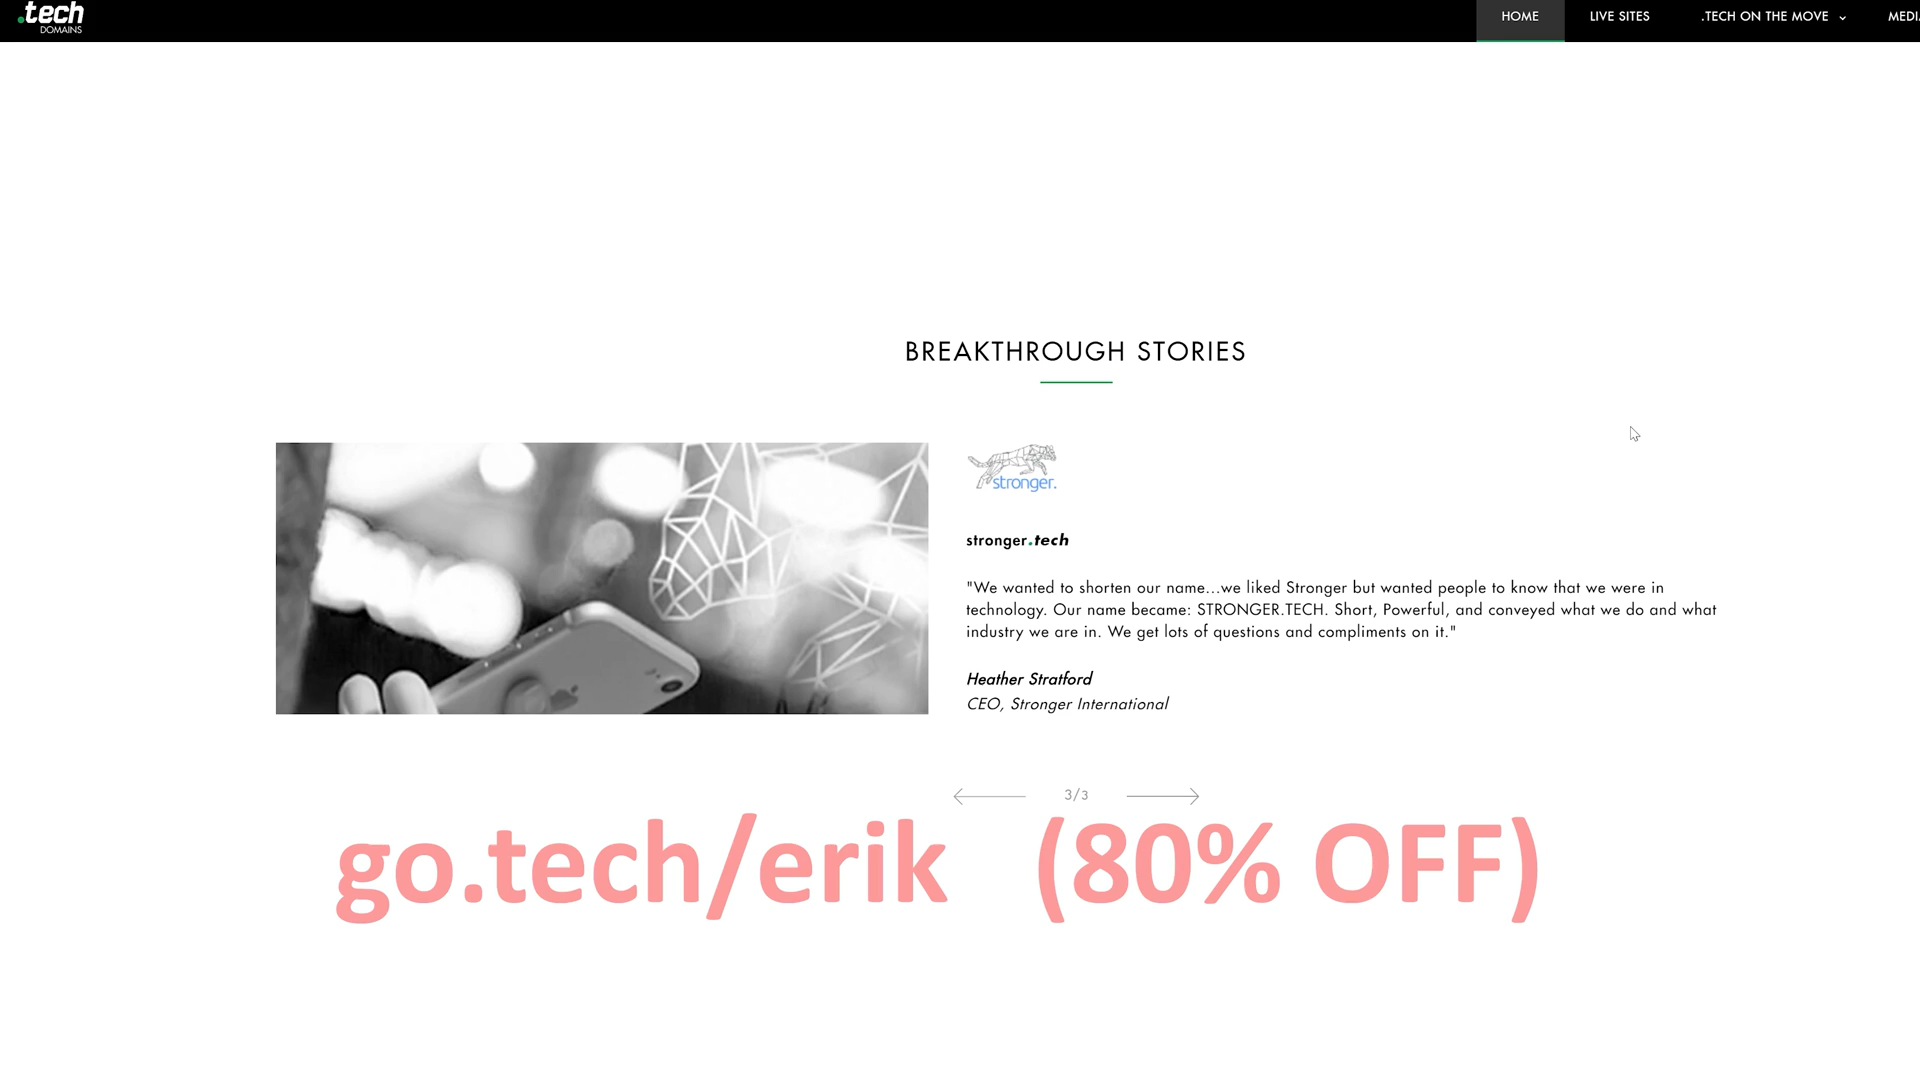 .tech
DOMAINS
HOME
LIVE SITES
.TECH ON THE MOVE
MEDI
BREAKTHROUGH STORIES
stronger.
stronger.tech
"We wanted to shorten our name...we liked Stronger but wanted people to know that we were in
technology. Our name became: STRONGER.TECH. Short, Powerful, and conveyed what we do and what
industry we are in. We get lots of questions and compliments on it."
Heather Stratford
CEO, Stronger International
3/3
go.tech/erik (80% OFF)